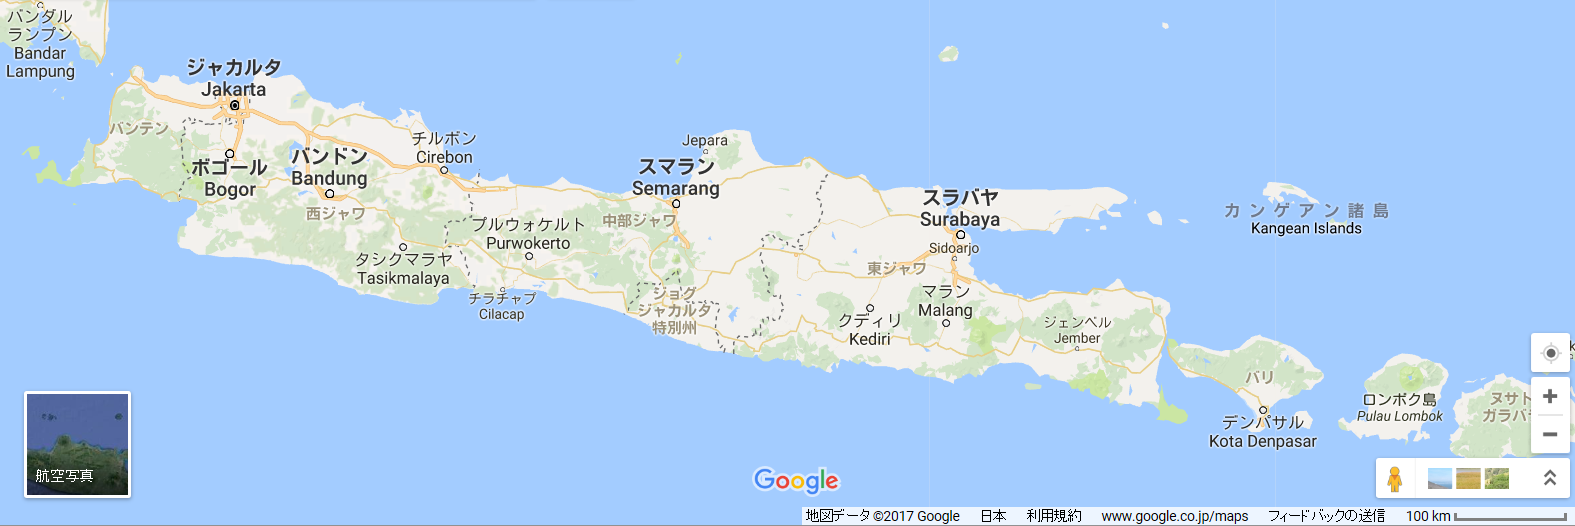 バンダル
ランプン
Bandar
Lampung
ジャカルタ
Jakarta
バンテン
ボゴール
Bogor
バンドン
Bandung
チルボン
Cirebon
西ジャワ
タシクマラヤ
Tasikmalaya
プルウォケルト
Purwokerto
チラチャプ
Cilacap
Jepara
スマラン
Semarang
中部ジャワ
ジョグ
ジャカルタ
特別州
スラバヤ
Surabaya
Sidoarjo
東ジャワ
クディリ
Kediri
マラン
Malang
ジェンベル
Jember
カンゲアン諸島
Kangean Islands
バリ
デンパサル
Kota Denpasar
ロンボク島
Pulau Lombok
ヌサト
ガラバラ
航空写真
Google
地図データ ©2017 Google 日本 利用規約 www.google.co.jp/maps フィードバックの送信 100 km